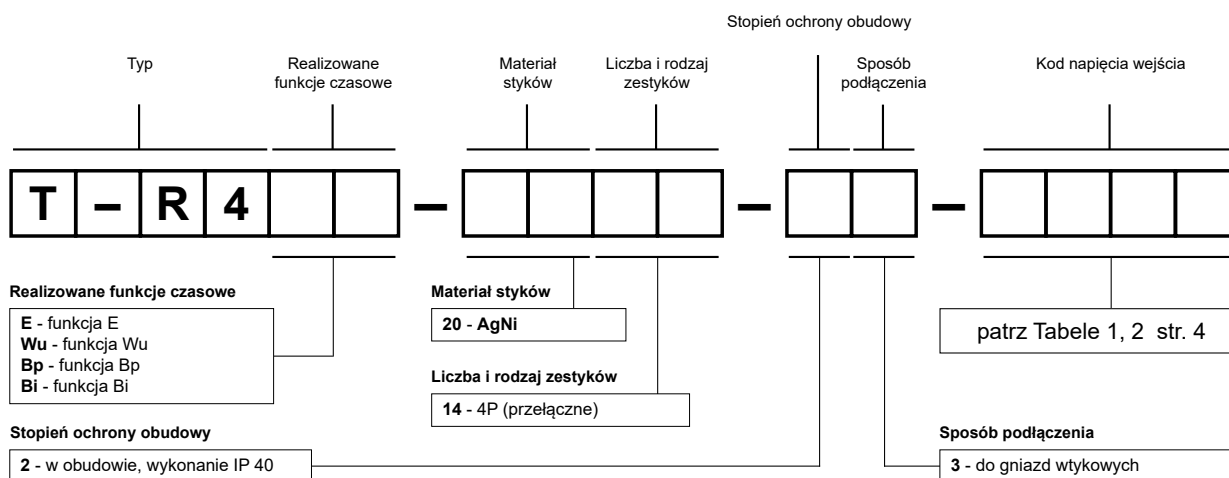 Stopień ochrony obudowy
Typ
Realizowane
funkcje czasowe
Materiał
styków
Liczba i rodzaj
zestyków
Sposób
podłączenia
Kod napięcia wejścia
T – R 4 – – –
Realizowane funkcje czasowe
E - funkcja E
Wu - funkcja Wu
Bp - funkcja Bp
Bi - funkcja Bi
Materiał styków
20 - AgNi
patrz Tabele 1, 2 str. 4
Liczba i rodzaj zestyków
14 - 4P (przełączne)
Stopień ochrony obudowy
2 - w obudowie, wykonanie IP 40
Sposób podłączenia
3 - do gniazd wtykowych